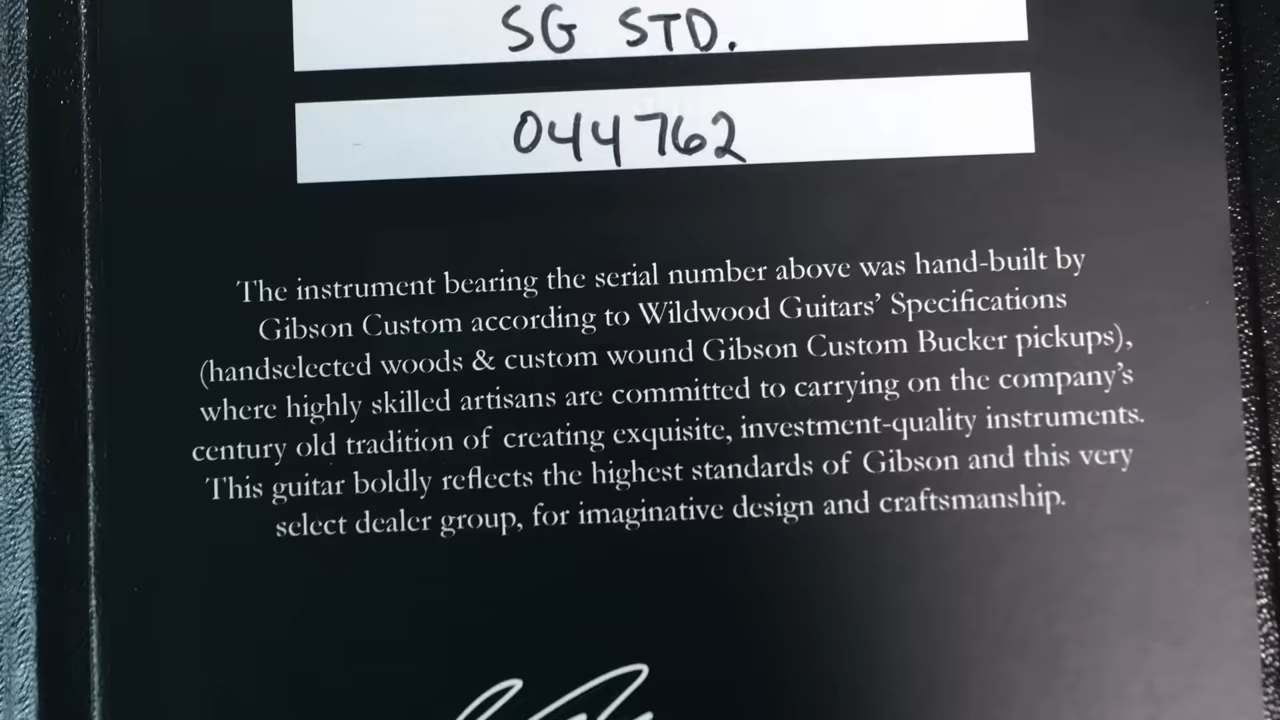 SG STD.
044762
The instrument bearing the serial number above was hand-built by
Gibson Custom according to Wildwood Guitars’ Specifications
(handselected woods & custom wound Gibson Custom Bucker pickups),
where highly skilled artisans are committed to carrying on the company’s
century old tradition of creating exquisite, investment-quality instruments.
This guitar boldly reflects the highest standards of Gibson and this very
select dealer group, for imaginative design and craftsmanship.